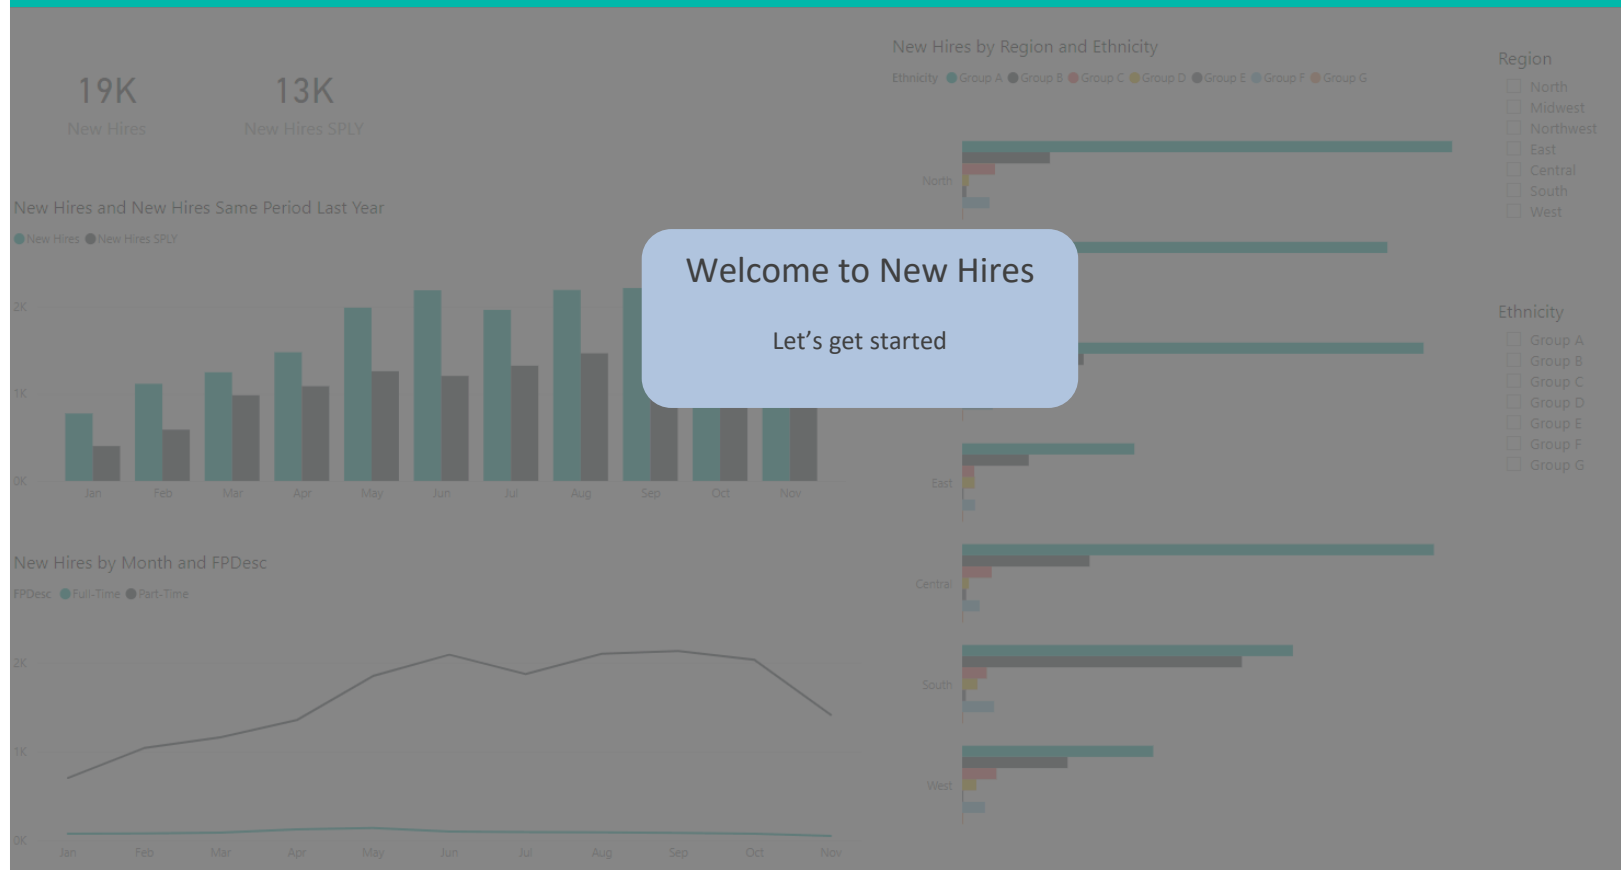 19K
New Hires
13K
New Hires SPLY
New Hires and New Hires Same Period Last Year
New Hires New Hires SPLY
2K
1K
0K
Jan Feb Mar Apr May Jun Jul Aug Sep Oct Nov
New Hires by Month and FPDesc
FPDesc Full-Time Part-Time
2K
1K
0K
Jan Feb Mar Apr May Jun Jul Aug Sep Oct Nov
Welcome to New Hires
Let's get started
New Hires by Region and Ethnicity
Ethnicity Group A Group B Group C Group D Group E Group F Group G
North
East
Central
South
West
Region
North
Midwest
Northwest
East
Central
South
West
Ethnicity
Group A
Group B
Group C
Group D
Group E
Group F
Group G